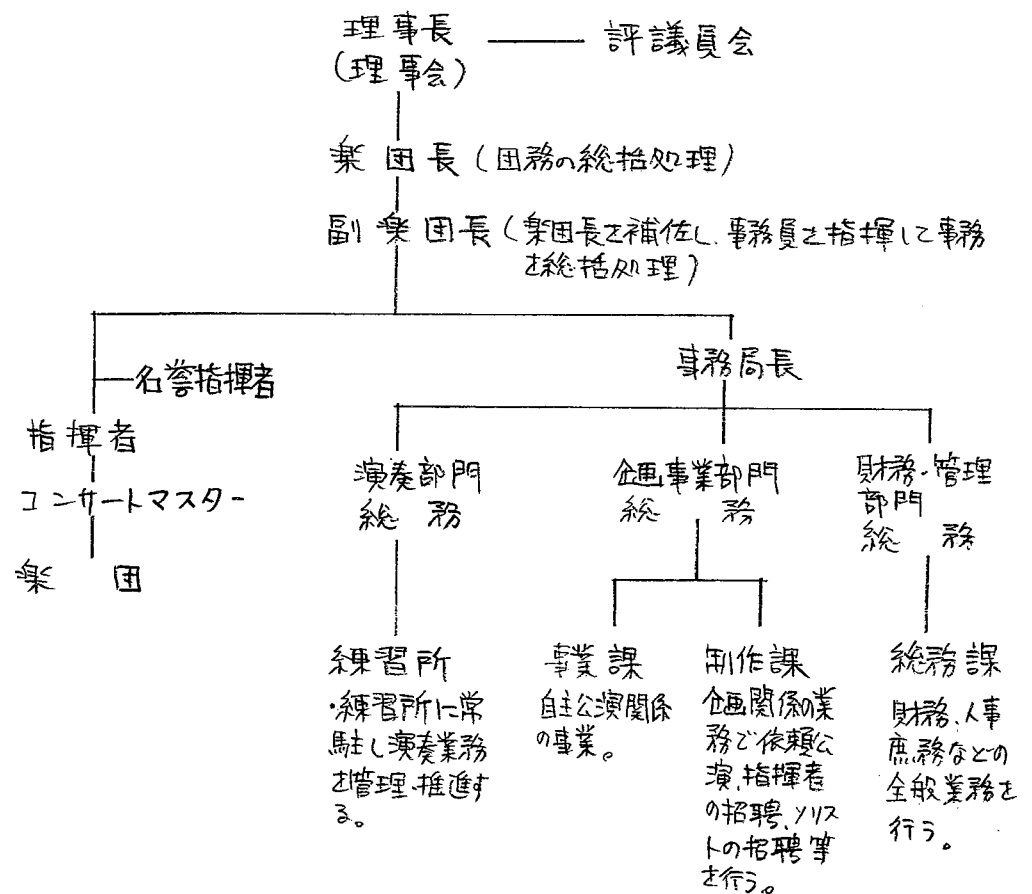 理事長 評議員会
(理事会)
楽団長(団務の総括処理)
副楽団長(楽団長を補佐し、事務員を指揮して事務
を総括処理)
事務局長
名誉指揮者
指揮者
コンサートマスター
楽団
演奏部門
総務
企画事業部門
総務
財務・管理
部門
総務
練習所
・練習所に常
駐し演奏業務
を管理・推進す
る。
事業課
自主公演関係
の事業。
制作課
企画関係の業
務で依頼公
演、指揮者
の招聘、ソリス
トの招聘等
を行う。
総務課
財務、人事
庶務などの
全般業務を
行う。